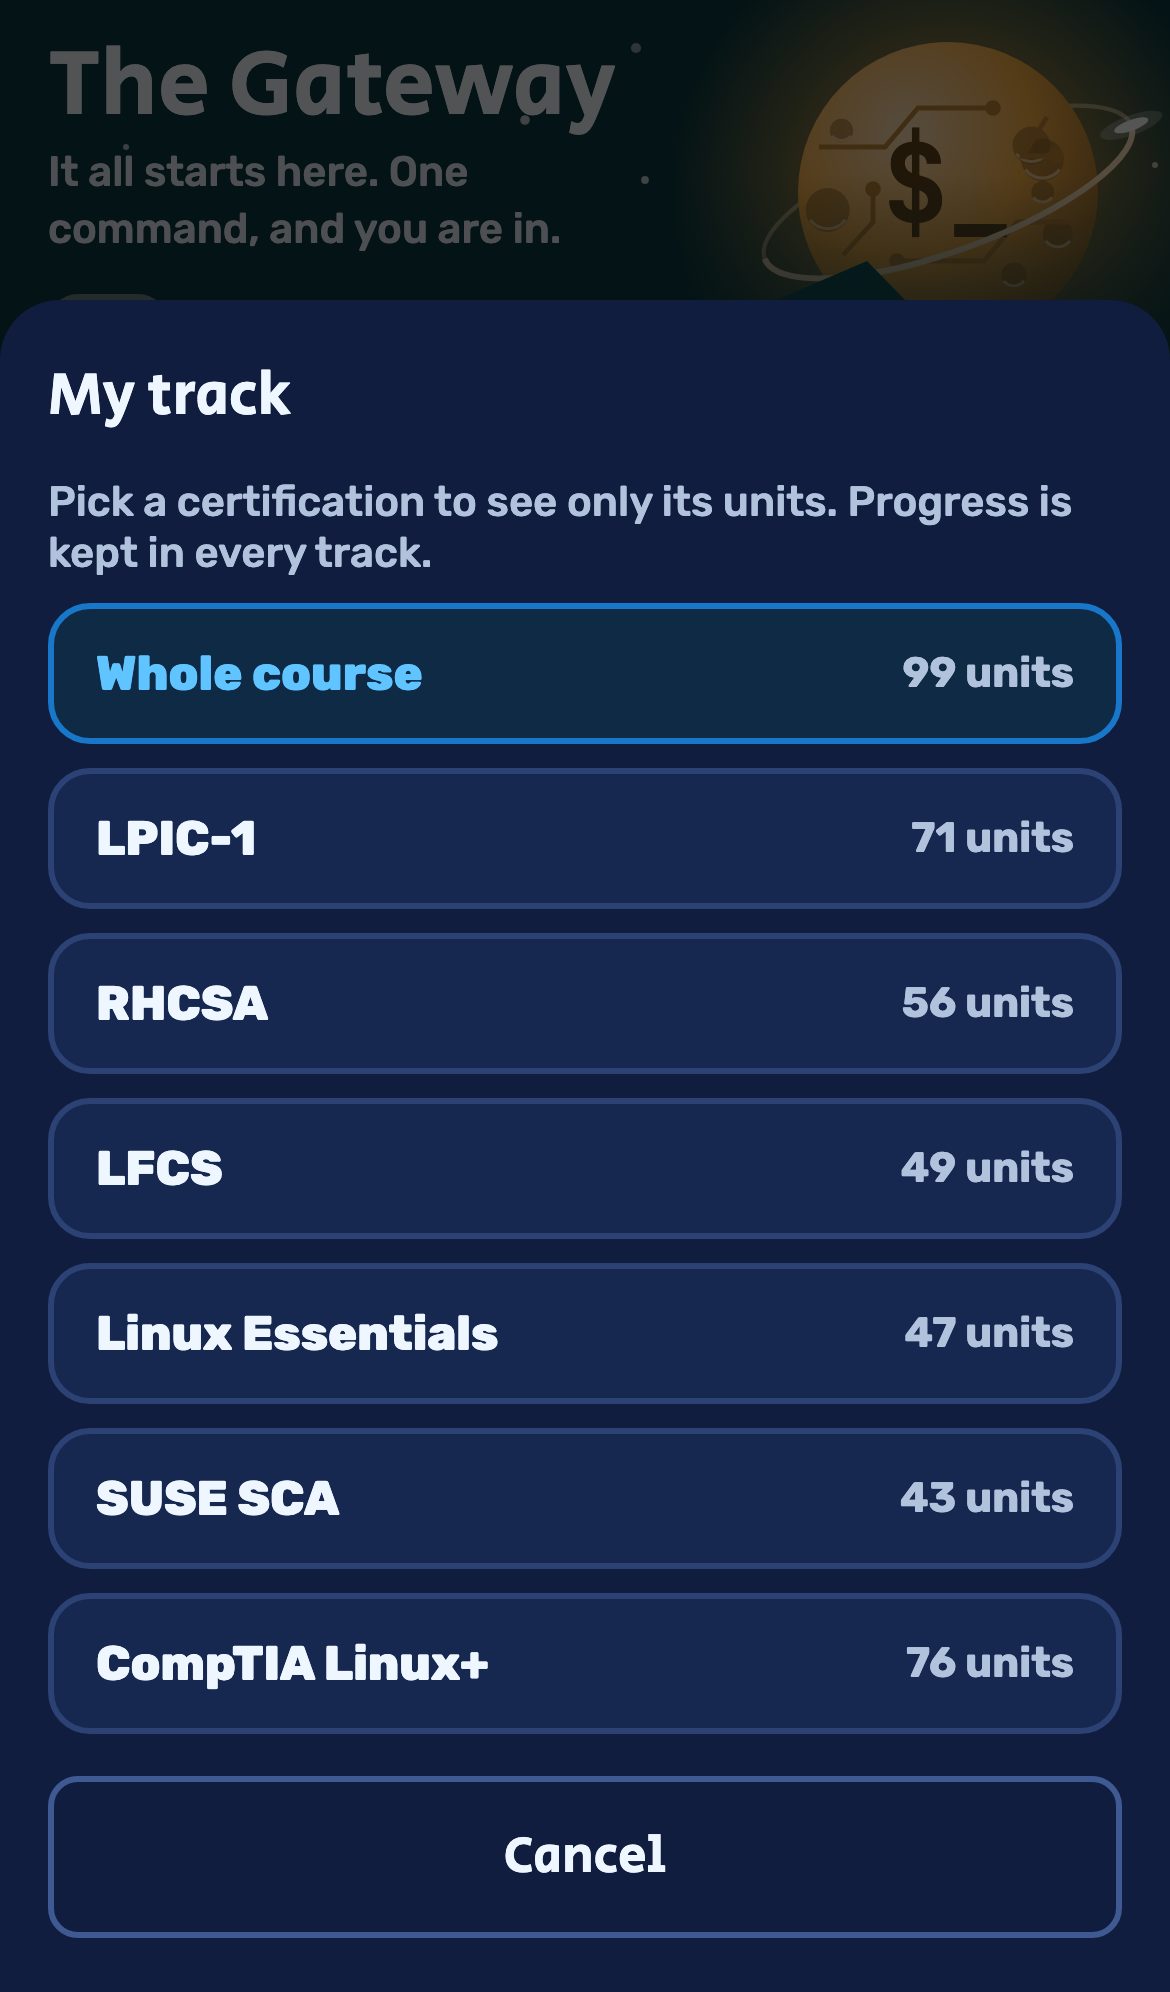 The Gateway
It all starts here. One
command, and you are in.
$_
My track
Pick a certification to see only its units. Progress is
kept in every track.
Whole course 99 units
LPIC-1 71 units
RHCSA 56 units
LFCS 49 units
Linux Essentials 47 units
SUSE SCA 43 units
CompTIA Linux+ 76 units
Cancel